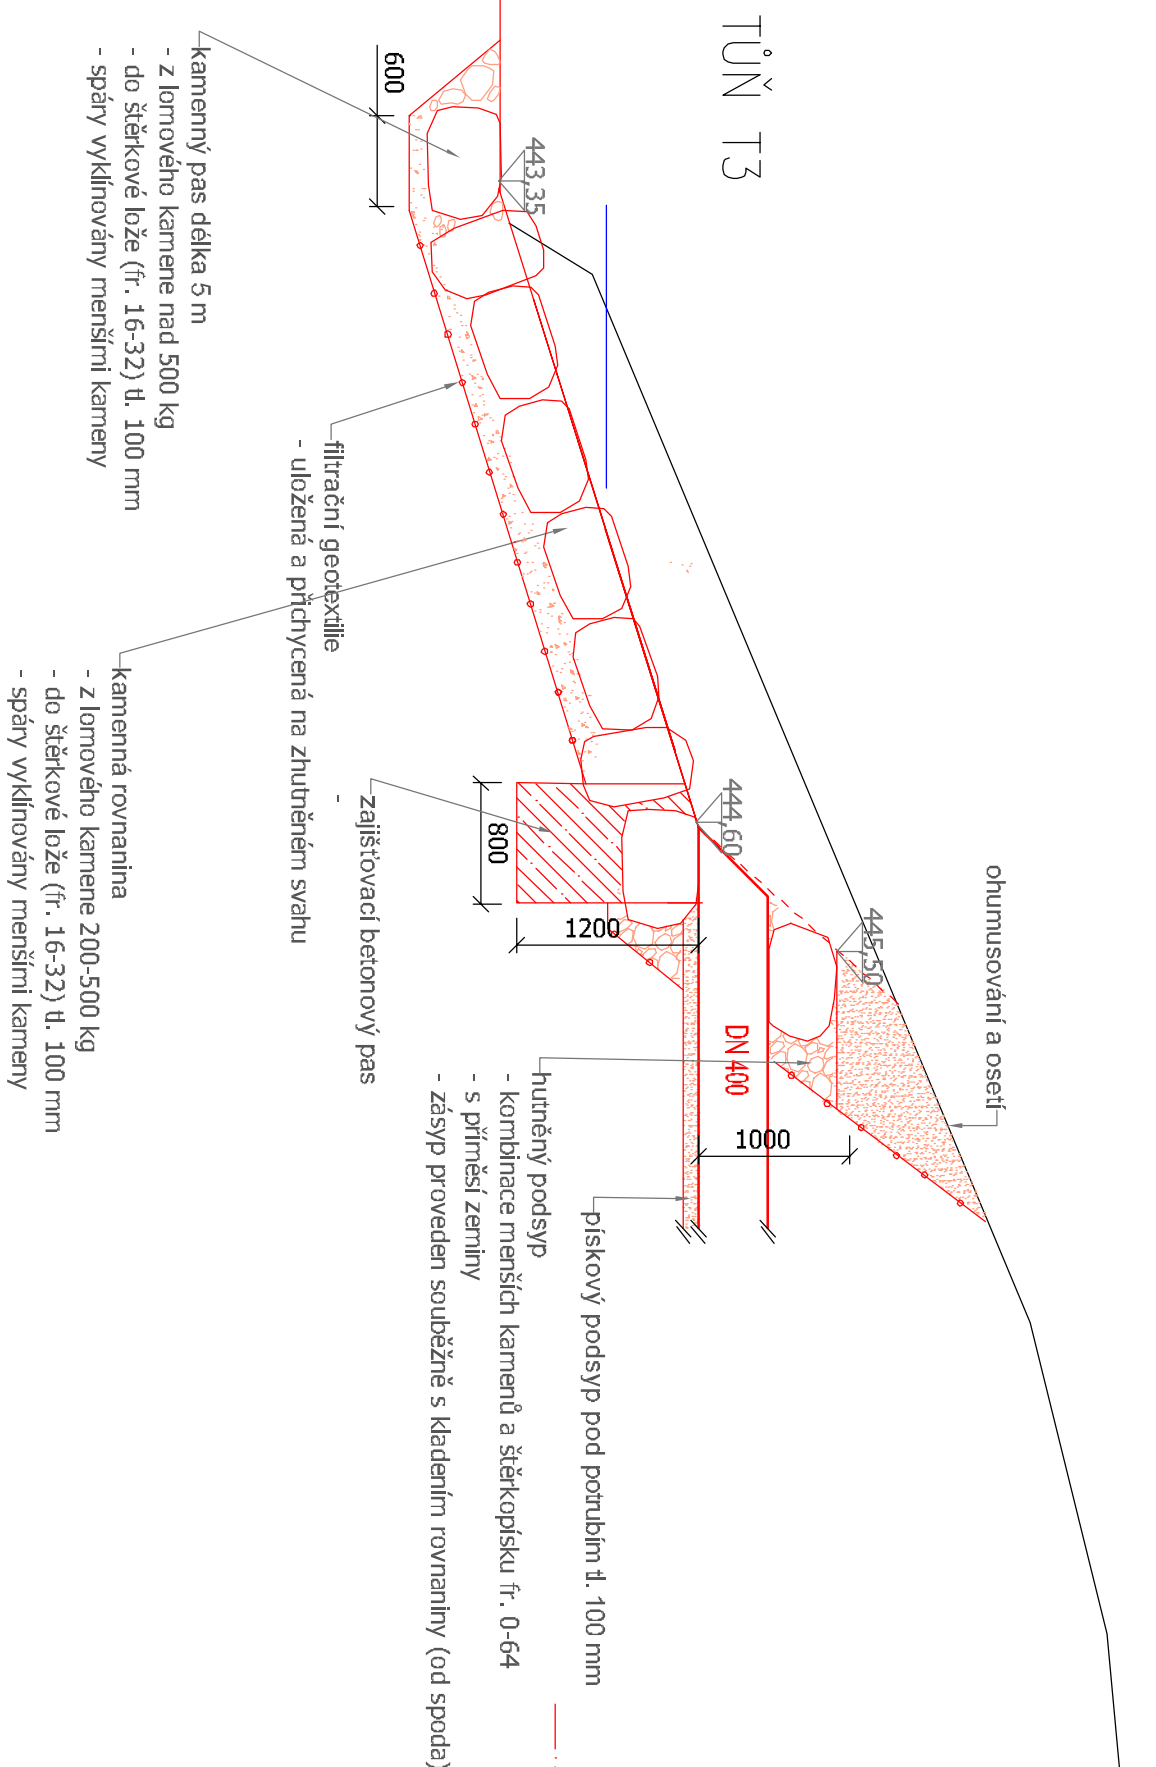 TŮŇ T3
ohumusování a osetí
445,50
444,60
443,35
DN 400
1000
1200
800
600
pískový podsyp pod potrubím tl. 100 mm
hutněný podsyp
- kombinace menších kamenů a štěrkopísku fr. 0-64
- s příměsí zeminy
- zásyp proveden souběžně s kladením rovnaniny (od spoda)
zajišťovací betonový pas
-
filtrační geotextilie
- uložená a přichycená na zhutněném svahu
kamenný pas délka 5 m
- z lomového kamene nad 500 kg
- do štěrkové lože (fr. 16-32) tl. 100 mm
- spáry vyklínovány menšími kameny
kamenná rovnanina
- z lomového kamene 200-500 kg
- do štěrkové lože (fr. 16-32) tl. 100 mm
- spáry vyklínovány menšími kameny